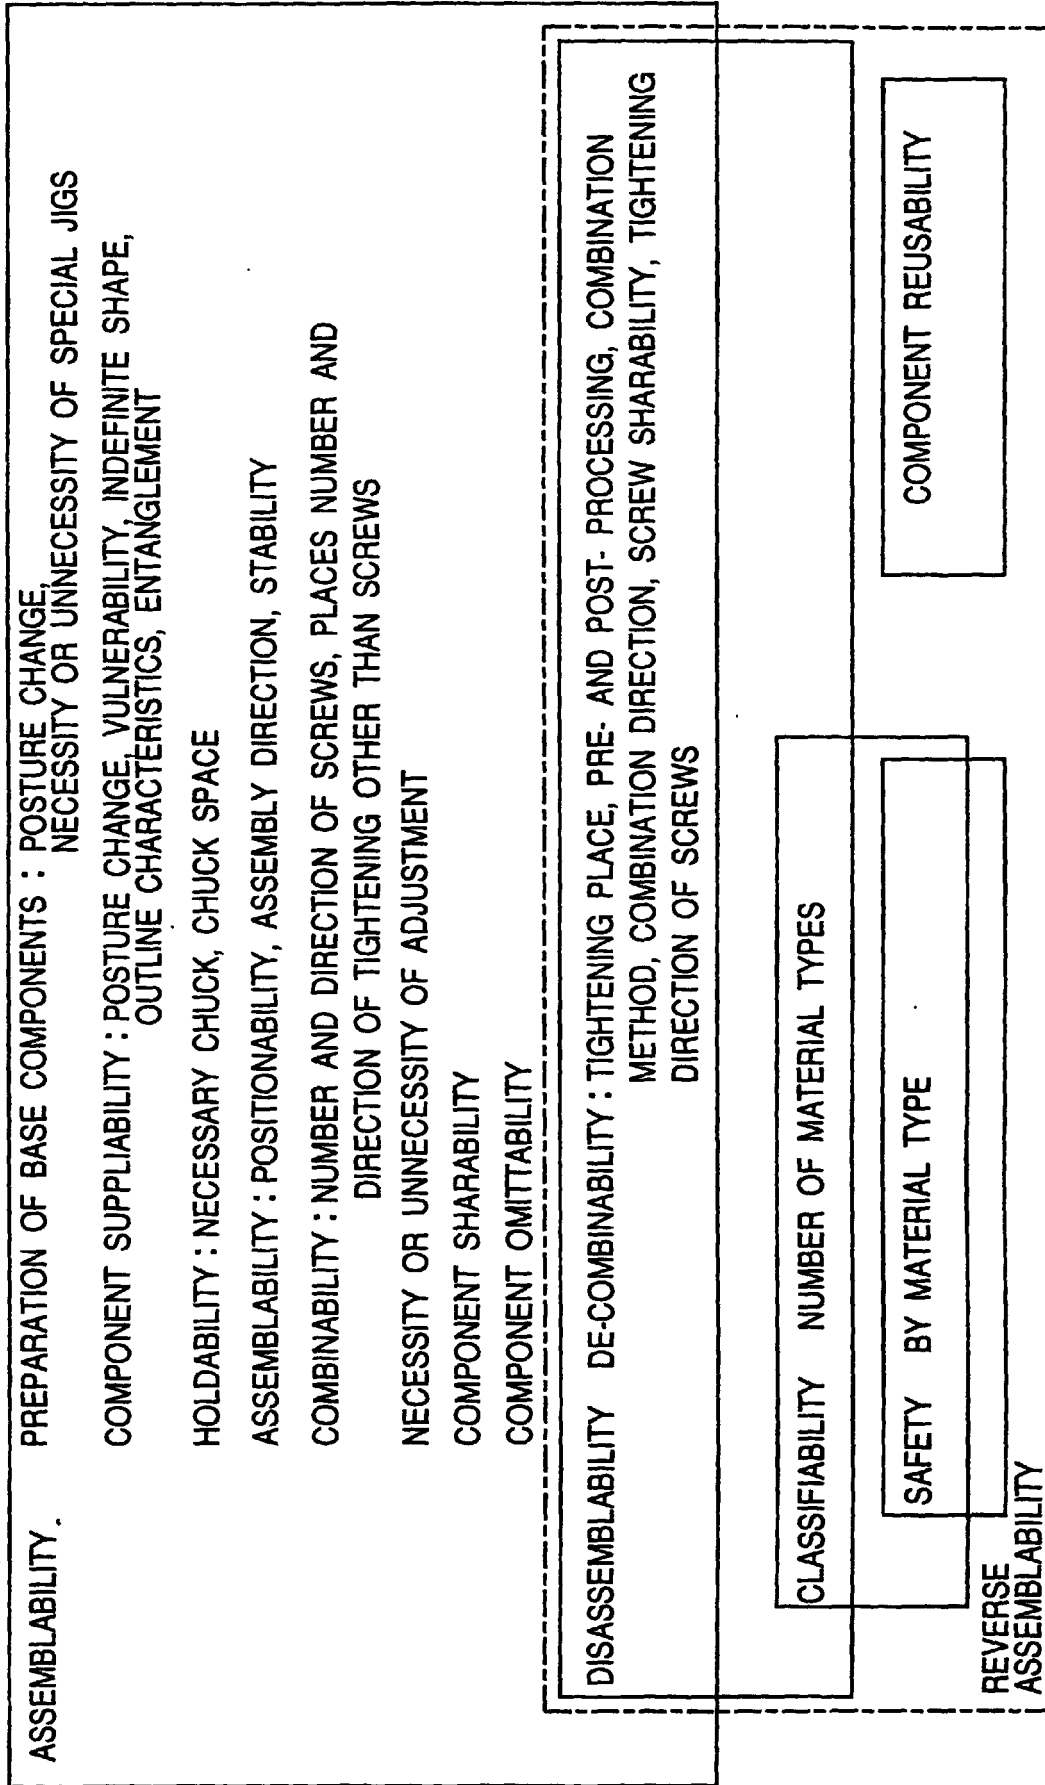 ASSEMBLABILITY. PREPARATION OF BASE COMPONENTS : POSTURE CHANGE,
NECESSITY OR UNNECESSITY OF SPECIAL JIGS
COMPONENT SUPPLIABILITY : POSTURE CHANGE, VULNERABILITY, INDEFINITE SHAPE,
OUTLINE CHARACTERISTICS, ENTANGLEMENT
HOLDABILITY : NECESSARY CHUCK, CHUCK SPACE
ASSEMBLABILITY : POSITIONABILITY, ASSEMBLY DIRECTION, STABILITY
COMBINABILITY : NUMBER AND DIRECTION OF SCREWS, PLACES NUMBER AND
DIRECTION OF TIGHTENING OTHER THAN SCREWS
NECESSITY OR UNNECESSITY OF ADJUSTMENT
COMPONENT SHARABILITY
COMPONENT OMITTABILITY
DISASSEMBLABILITY DE-COMBINABILITY : TIGHTENING PLACE, PRE- AND POST- PROCESSING, COMBINATION
METHOD, COMBINATION DIRECTION, SCREW SHARABILITY, TIGHTENING
DIRECTION OF SCREWS
CLASSIFIABILITY NUMBER OF MATERIAL TYPES
SAFETY BY MATERIAL TYPE
COMPONENT REUSABILITY
REVERSE
ASSEMBLABILITY